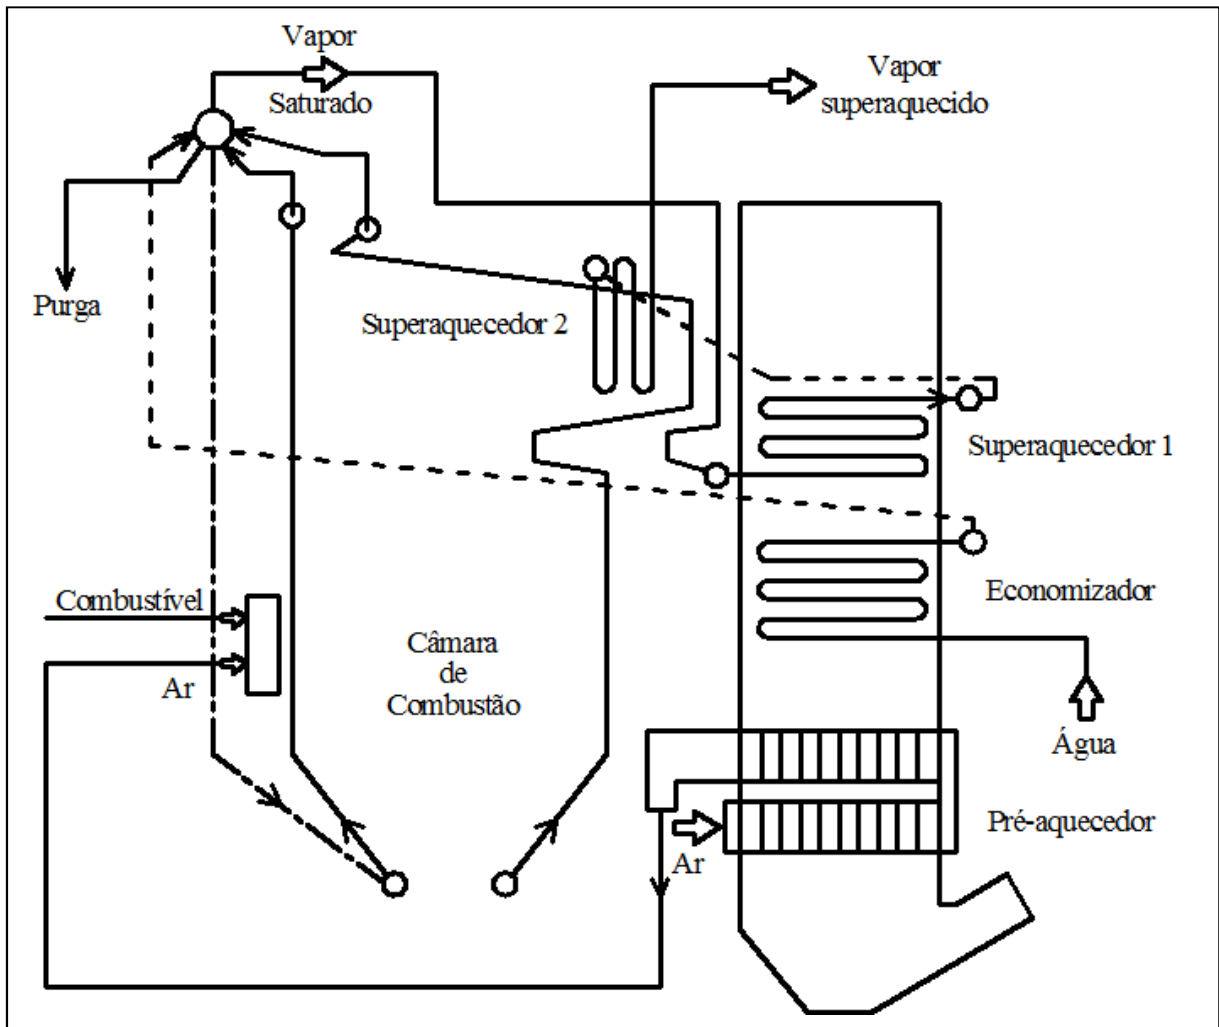 Vapor
Saturado
Vapor
superaquecido
Purga
Superaquecedor 2
Superaquecedor 1
Combustível
Economizador
Câmara
de
Combustão
Ar
Água
Pré-aquecedor
Ar